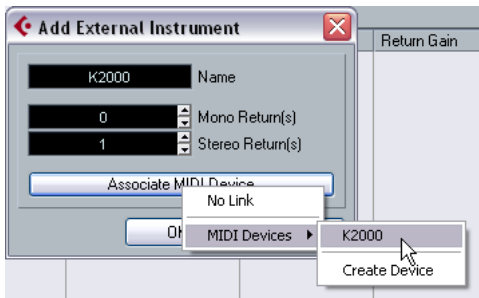 Add External Instrument
Return Gain
K2000 Name
0 Mono Return(s)
1 Stereo Return(s)
Associate MIDI Device
No Link
MIDI Devices K2000
Create Device